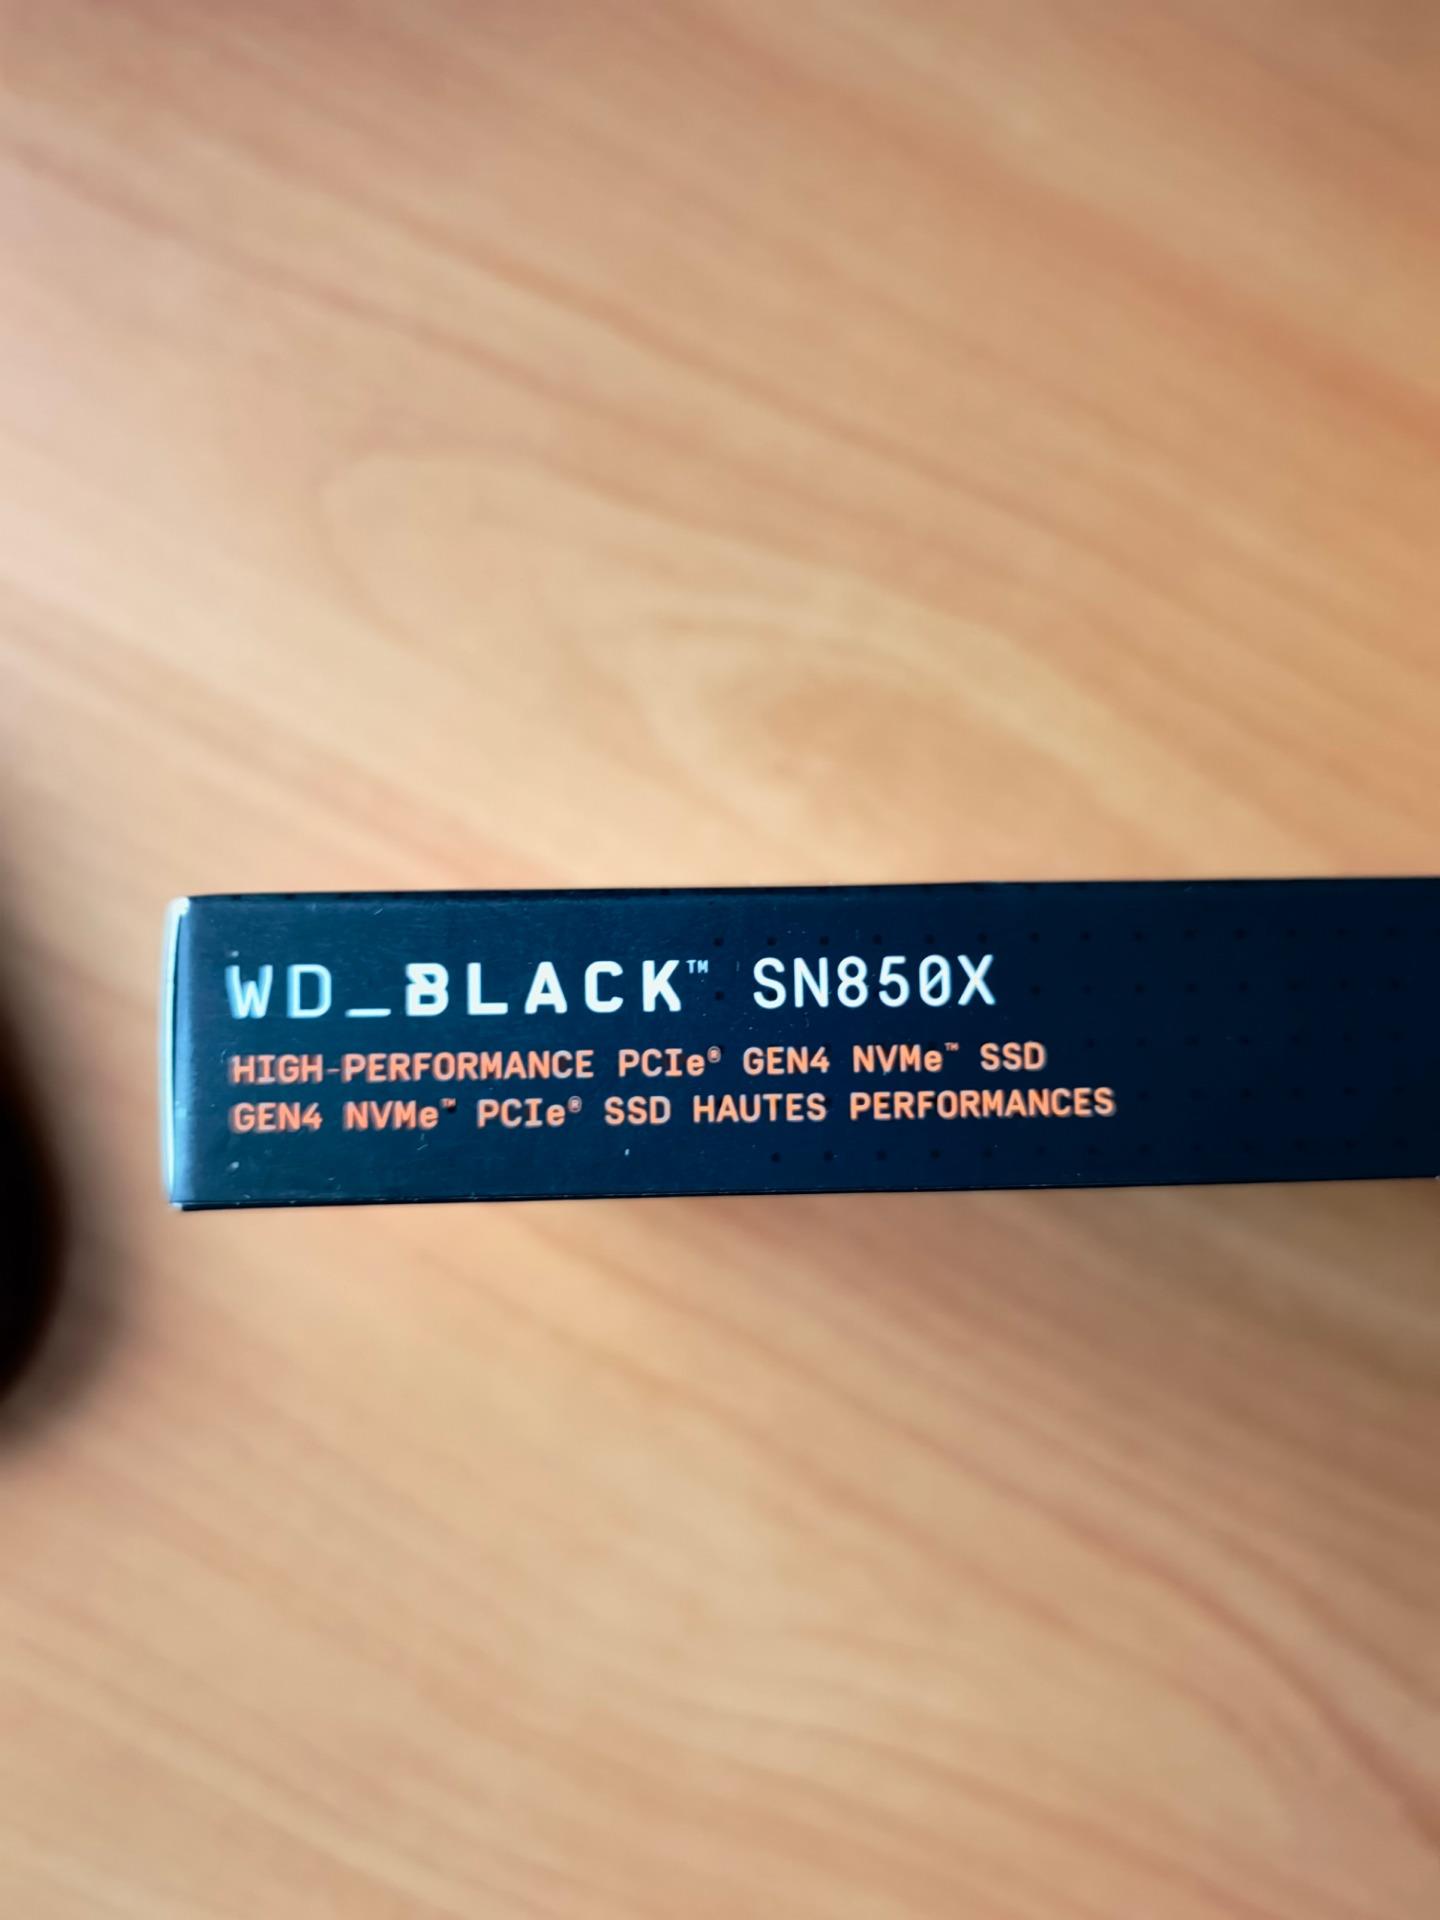 WD_BLACK™ SN850X
HIGH-PERFORMANCE PCIe® GEN4 NVMe™ SSD
GEN4 NVMe™ PCIe® SSD HAUTES PERFORMANCES